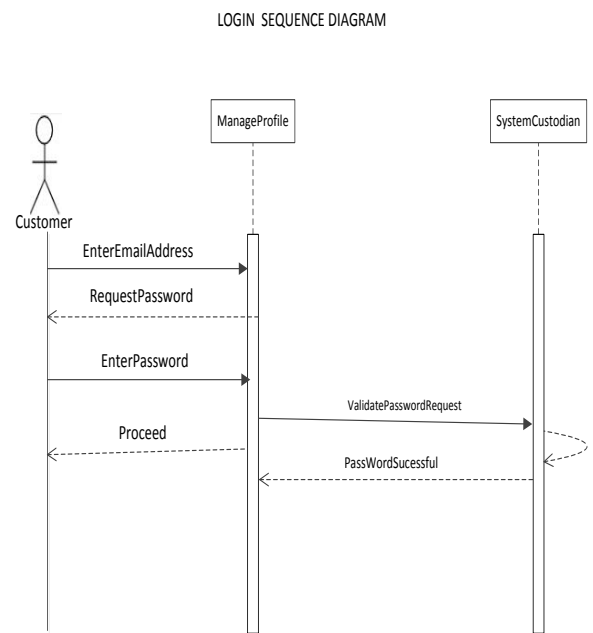 LOGIN  SEQUENCE DIAGRAM
ManageProfile
SystemCustodian
Customer
EnterEmailAddress
RequestPassword
EnterPassword
ValidatePasswordRequest
Proceed
PassWordSucessful